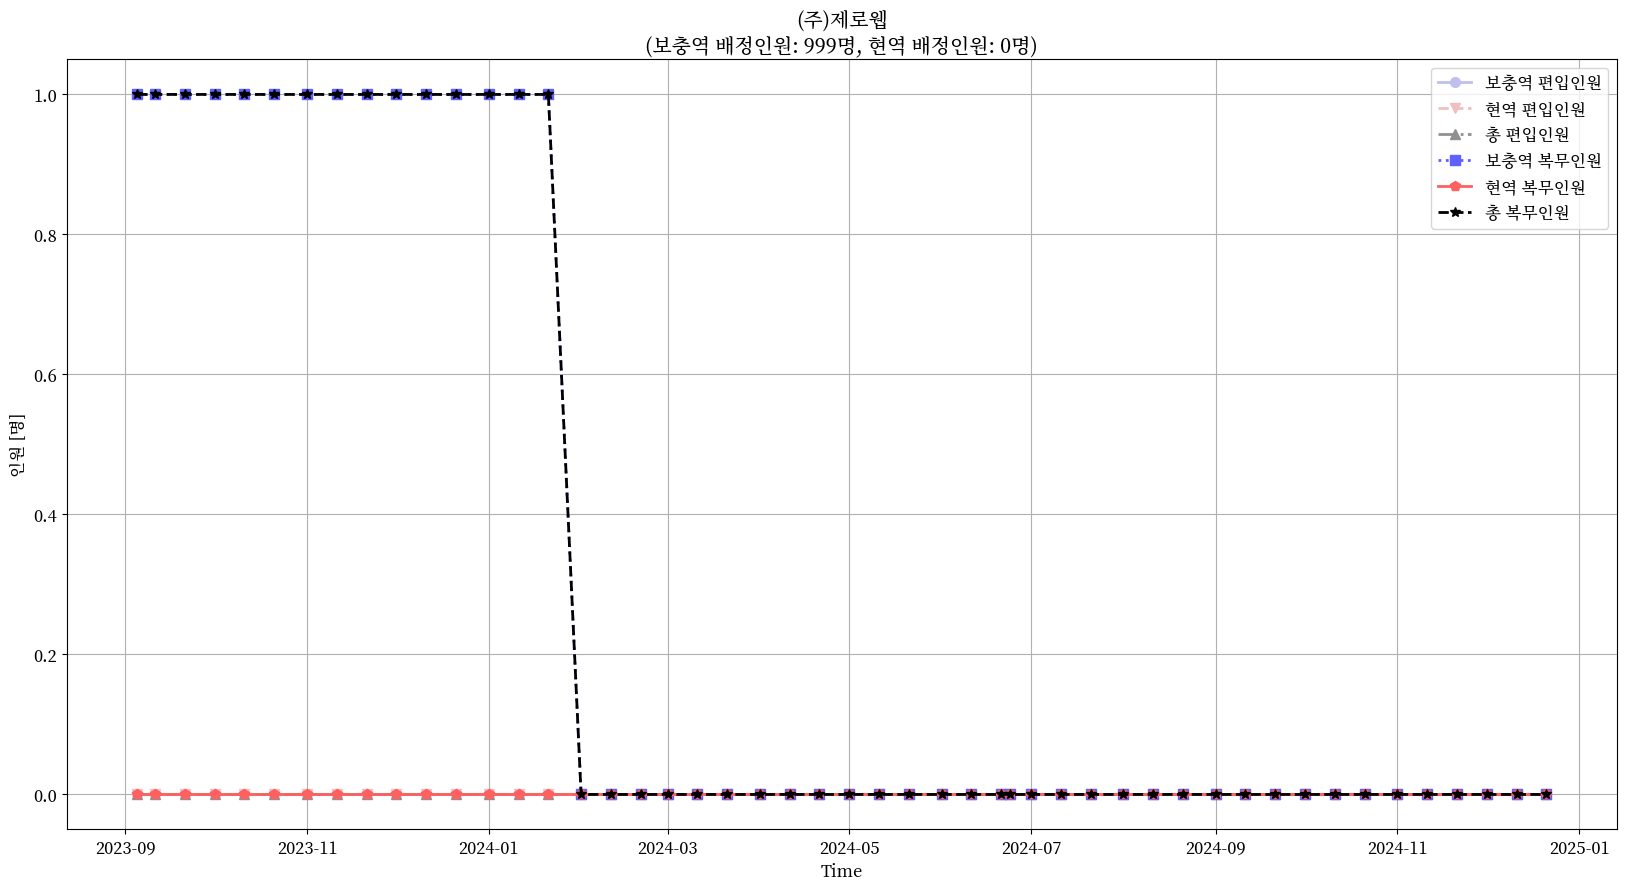 (주)제로웹
(보충역 배정인원: 999명, 현역 배정인원: 0명)
보충역 편입인원
현역 편입인원
총 편입인원
보충역 복무인원
현역 복무인원
총 복무인원
인원 [명]
1.0
0.8
0.6
0.4
0.2
0.0
2023-09 2023-11 2024-01 2024-03 2024-05 2024-07 2024-09 2024-11 2025-01
Time